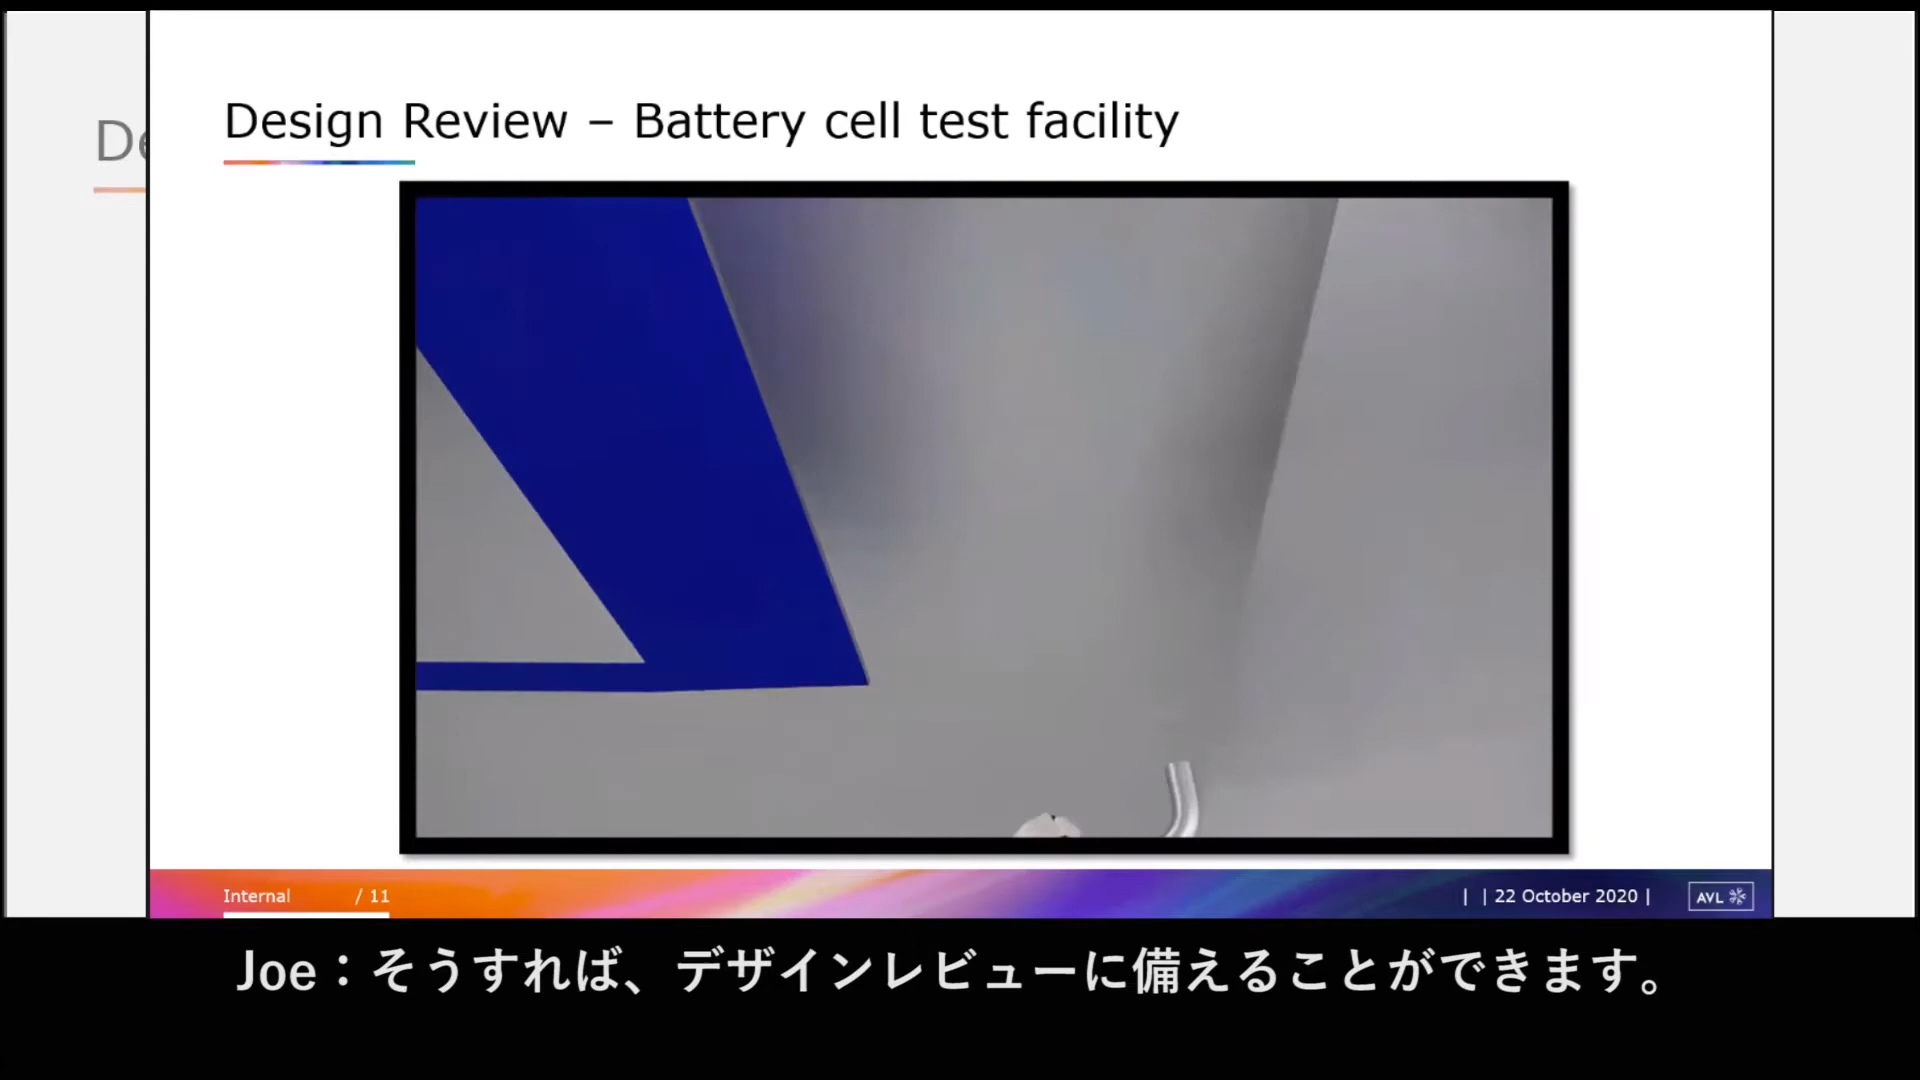 De
Design Review – Battery cell test facility
Internal / 11
| | 22 October 2020 |
AVL
Joe：そうすれば、デザインレビューに備えることができます。